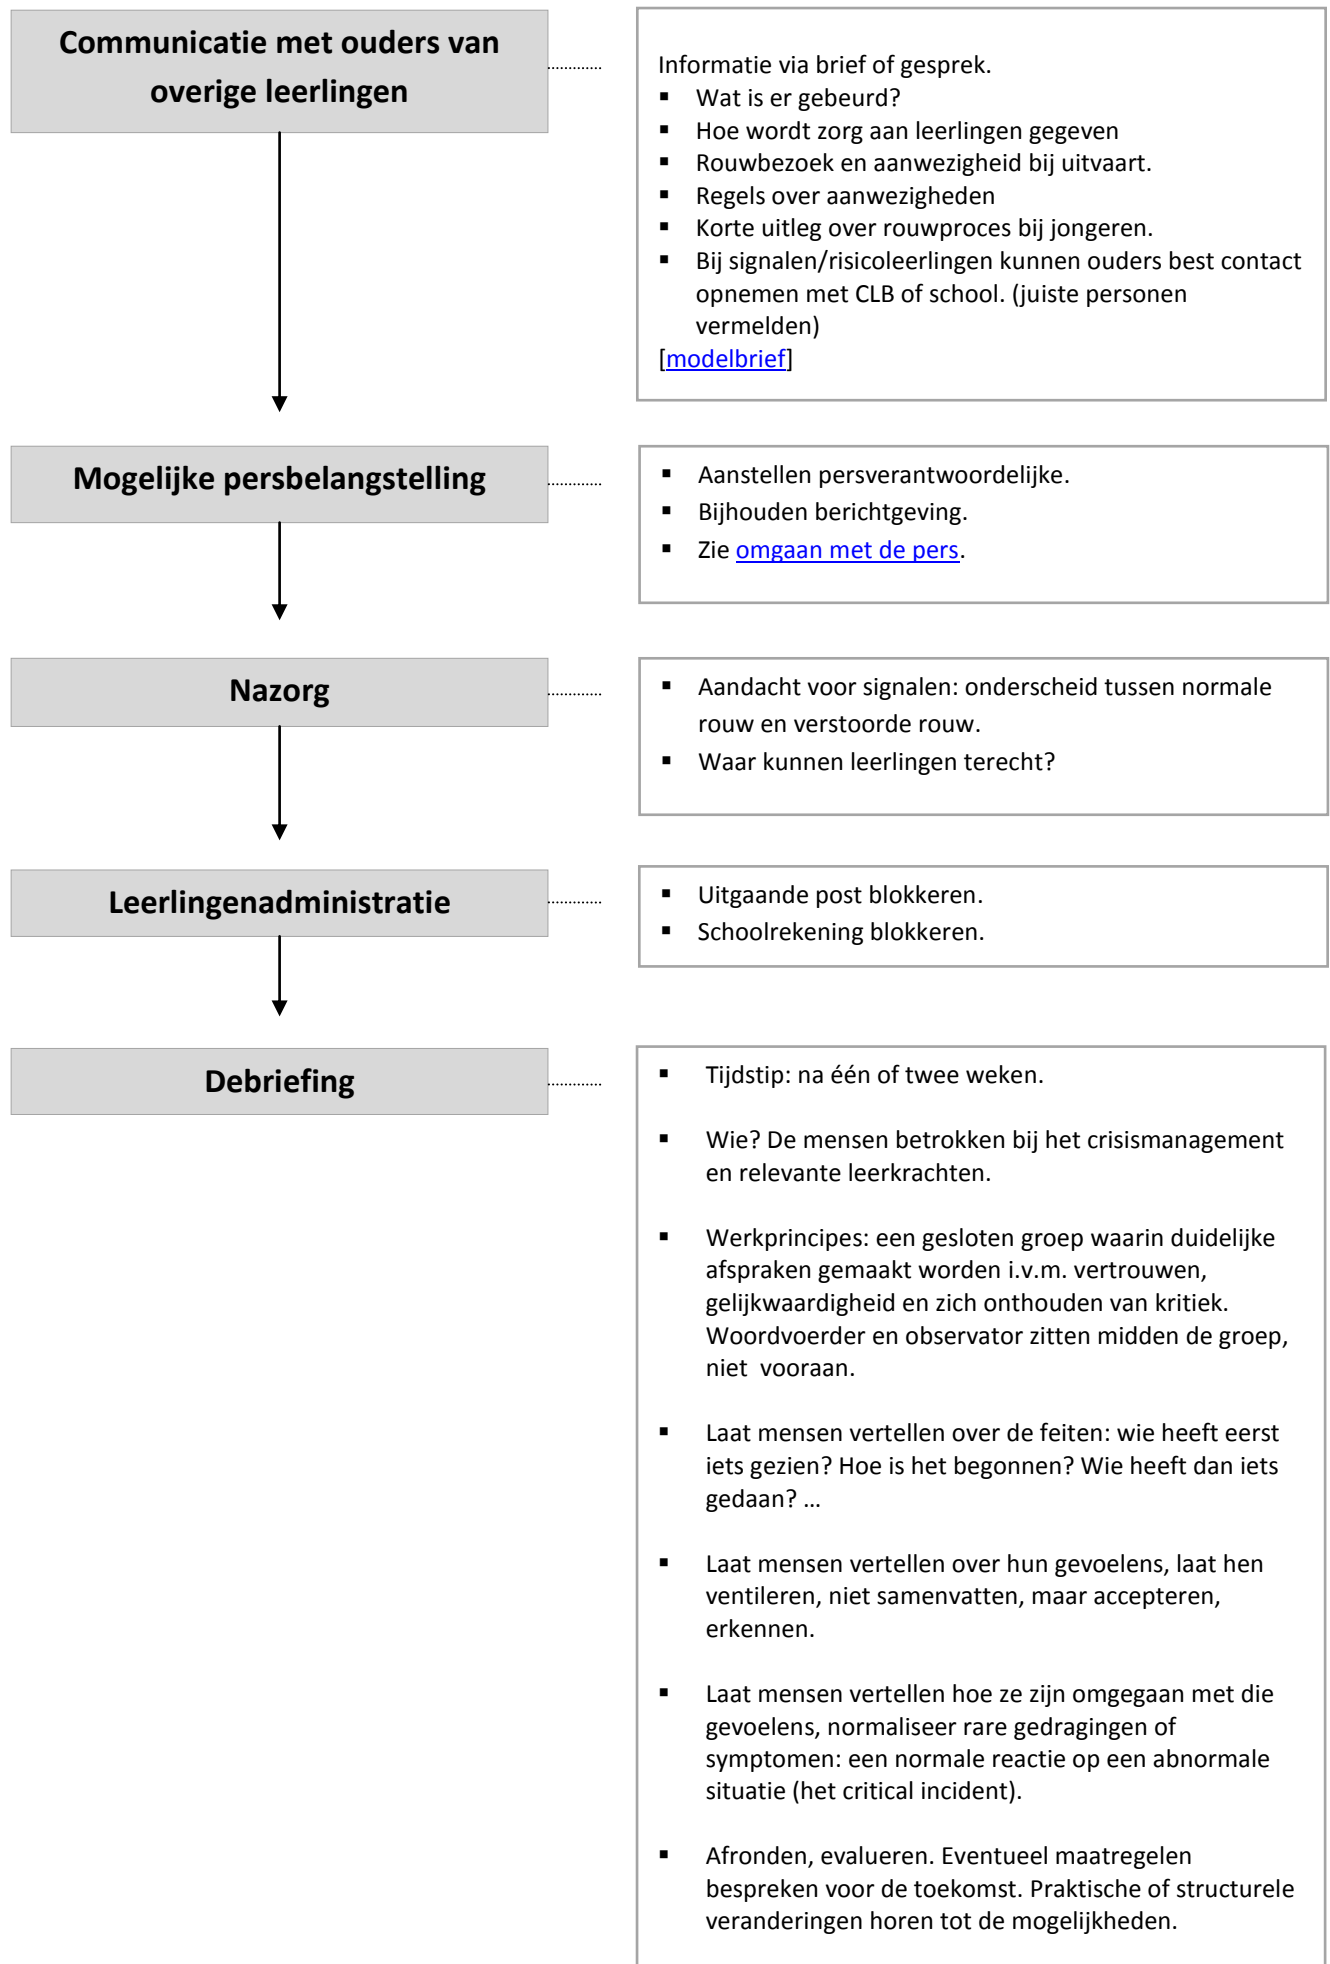 Communicatie met ouders van
overige leerlingen
Informatie via brief of gesprek.
▪ Wat is er gebeurd?
▪ Hoe wordt zorg aan leerlingen gegeven
▪ Rouwbezoek en aanwezigheid bij uitvaart.
▪ Regels over aanwezigheden
▪ Korte uitleg over rouwproces bij jongeren.
▪ Bij signalen/risicoleerlingen kunnen ouders best contact
opnemen met CLB of school. (juiste personen
vermelden)
[modelbrief]
Mogelijke persbelangstelling
▪ Aanstellen persverantwoordelijke.
▪ Bijhouden berichtgeving.
▪ Zie omgaan met de pers.
Nazorg
▪ Aandacht voor signalen: onderscheid tussen normale
rouw en verstoorde rouw.
▪ Waar kunnen leerlingen terecht?
Leerlingenadministratie
▪ Uitgaande post blokkeren.
▪ Schoolrekening blokkeren.
Debriefing
▪ Tijdstip: na één of twee weken.
▪ Wie? De mensen betrokken bij het crisismanagement
en relevante leerkrachten.
▪ Werkprincipes: een gesloten groep waarin duidelijke
afspraken gemaakt worden i.v.m. vertrouwen,
gelijkwaardigheid en zich onthouden van kritiek.
Woordvoerder en observator zitten midden de groep,
niet vooraan.
▪ Laat mensen vertellen over de feiten: wie heeft eerst
iets gezien? Hoe is het begonnen? Wie heeft dan iets
gedaan? …
▪ Laat mensen vertellen over hun gevoelens, laat hen
ventileren, niet samenvatten, maar accepteren,
erkennen.
▪ Laat mensen vertellen hoe ze zijn omgegaan met die
gevoelens, normaliseer rare gedragingen of
symptomen: een normale reactie op een abnormale
situatie (het critical incident).
▪ Afronden, evalueren. Eventueel maatregelen
bespreken voor de toekomst. Praktische of structurele
veranderingen horen tot de mogelijkheden.